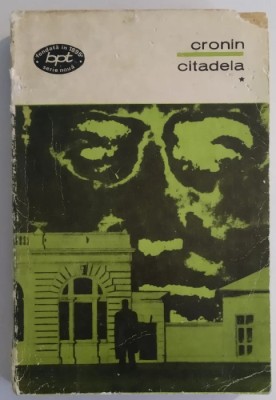 fondată în 1895
bpt
serie nouă
cronin
citadela
*